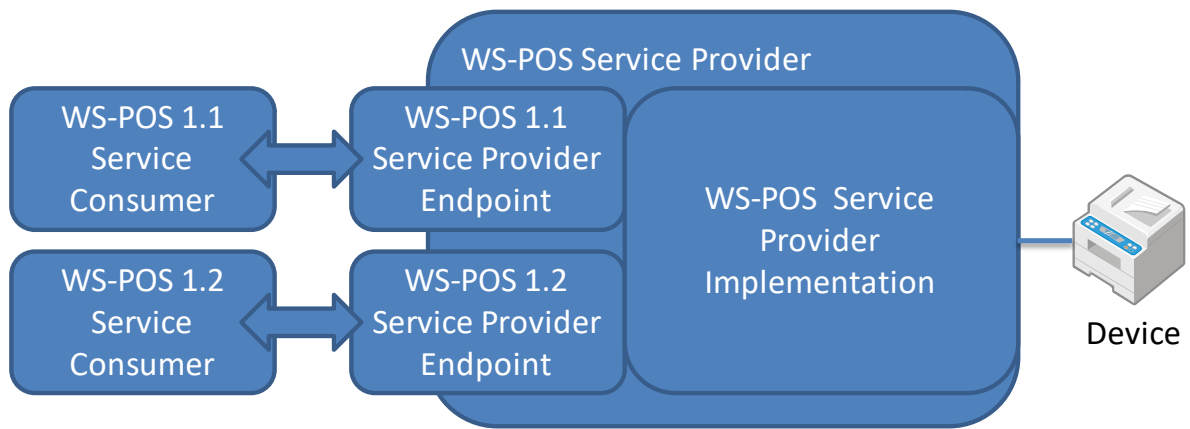 WS-POS Service Provider
WS-POS 1.1
Service
Consumer
WS-POS 1.1
Service Provider
Endpoint
WS-POS 1.2
Service
Consumer
WS-POS 1.2
Service Provider
Endpoint
WS-POS  Service
Provider
Implementation
Device